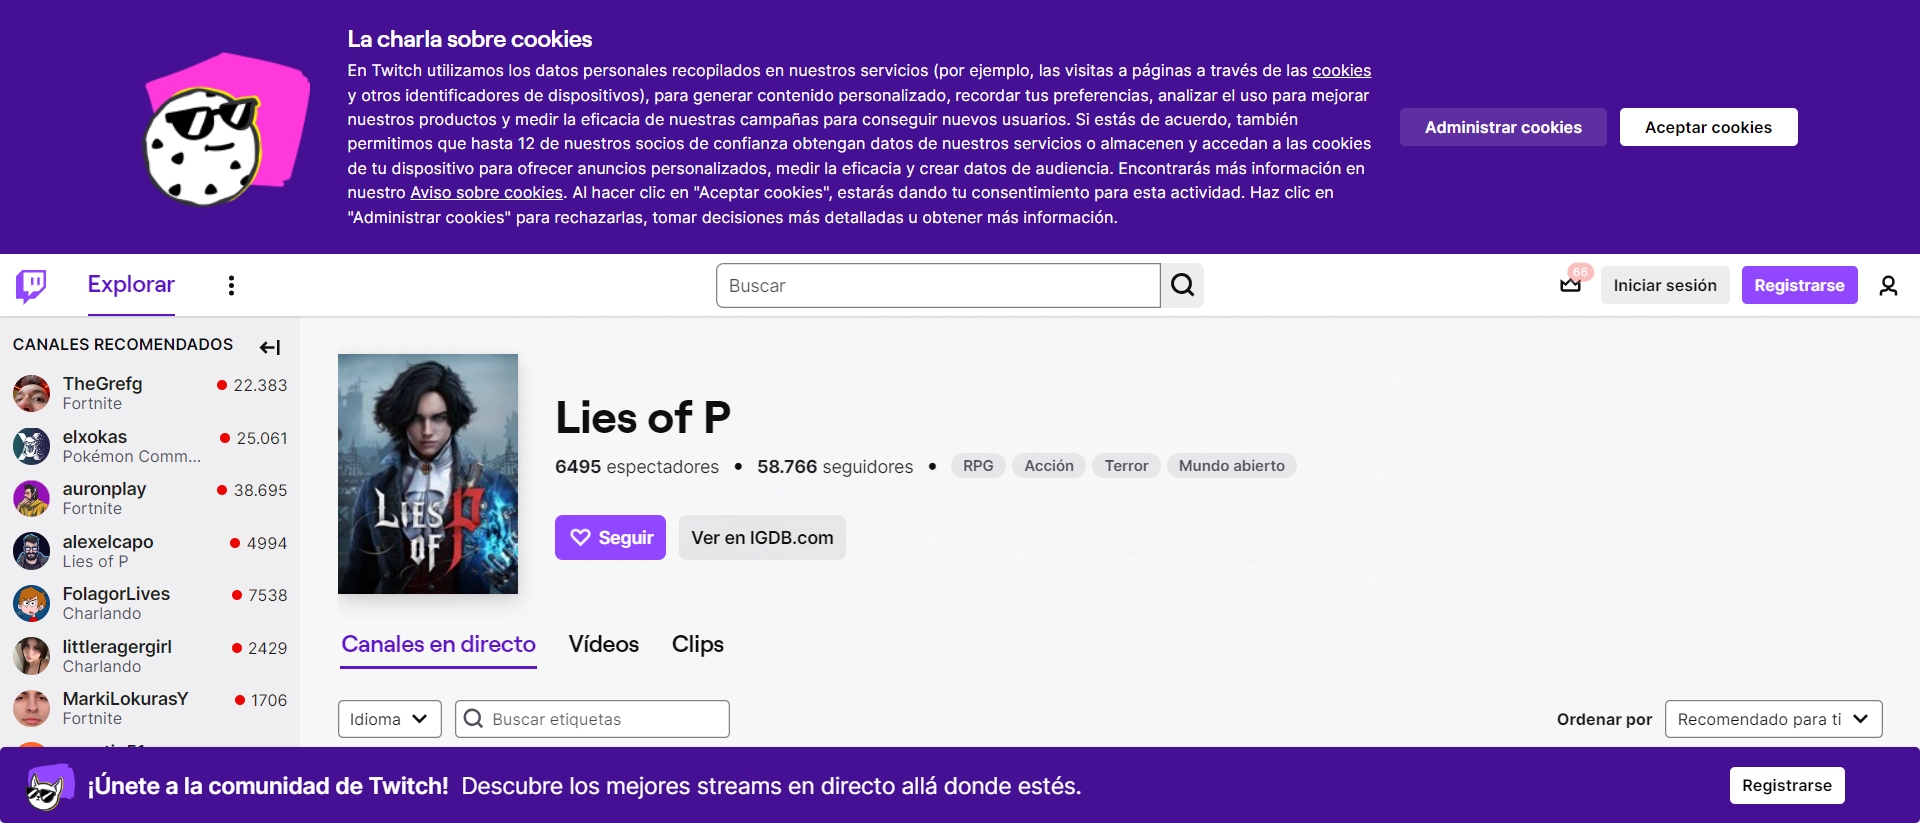 La charla sobre cookies
En Twitch utilizamos los datos personales recopilados en nuestros servicios (por ejemplo, las visitas a páginas a través de las cookies
y otros identificadores de dispositivos), para generar contenido personalizado, recordar tus preferencias, analizar el uso para mejorar
nuestros productos y medir la eficacia de nuestras campañas para conseguir nuevos usuarios. Si estás de acuerdo, también
permitimos que hasta 12 de nuestros socios de confianza obtengan datos de nuestros servicios o almacenen y accedan a las cookies
de tu dispositivo para ofrecer anuncios personalizados, medir la eficacia y crear datos de audiencia. Encontrarás más información en
nuestro Aviso sobre cookies. Al hacer clic en "Aceptar cookies", estarás dando tu consentimiento para esta actividad. Haz clic en
"Administrar cookies" para rechazarlas, tomar decisiones más detalladas u obtener más información.
Administrar cookies
Aceptar cookies
Explorar
Buscar
66
Iniciar sesión
Registrarse
CANALES RECOMENDADOS
TheGrefg 22.383
Fortnite
elxokas 25.061
Pokémon Comm...
auronplay 38.695
Fortnite
alexelcapo 4994
Lies of P
FolagorLives 7538
Charlando
littleragergirl 2429
Charlando
MarkiLokurasY 1706
Fortnite
LIES P
OF
Lies of P
6495 espectadores • 58.766 seguidores • RPG Acción Terror Mundo abierto
Seguir
Ver en IGDB.com
Canales en directo Vídeos Clips
Idioma
Buscar etiquetas
Ordenar por
Recomendado para ti
¡Únete a la comunidad de Twitch! Descubre los mejores streams en directo allá donde estés.
Registrarse